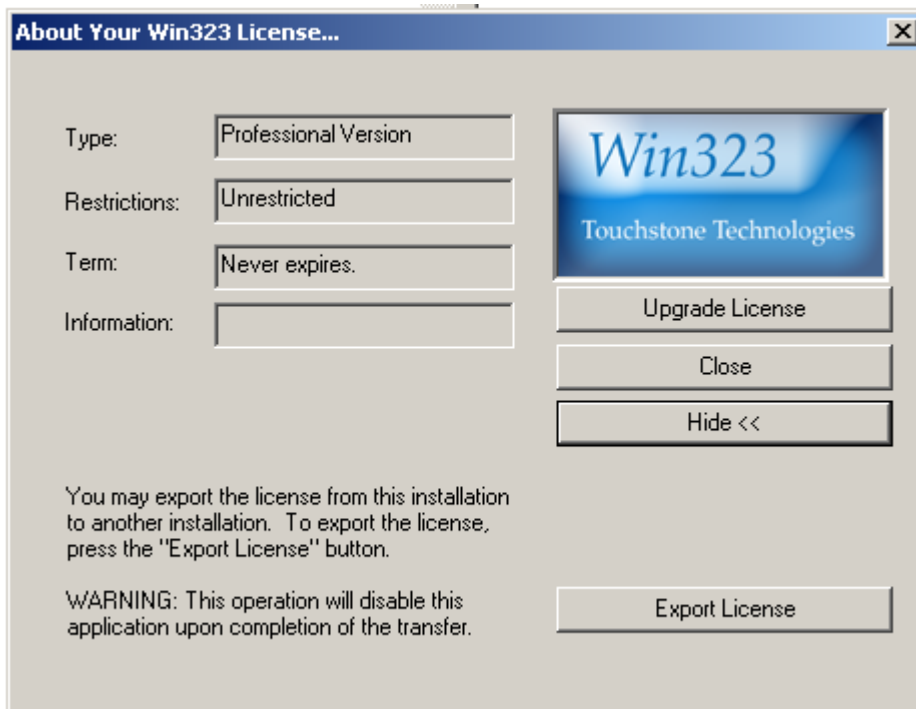 About Your Win323 License...
Type:
Professional Version
Restrictions:
Unrestricted
Term:
Never expires.
Information:
Win323
Touchstone Technologies
Upgrade License
Close
Hide <<
You may export the license from this installation
to another installation.  To export the license,
press the "Export License" button.
WARNING: This operation will disable this
application upon completion of the transfer.
Export License